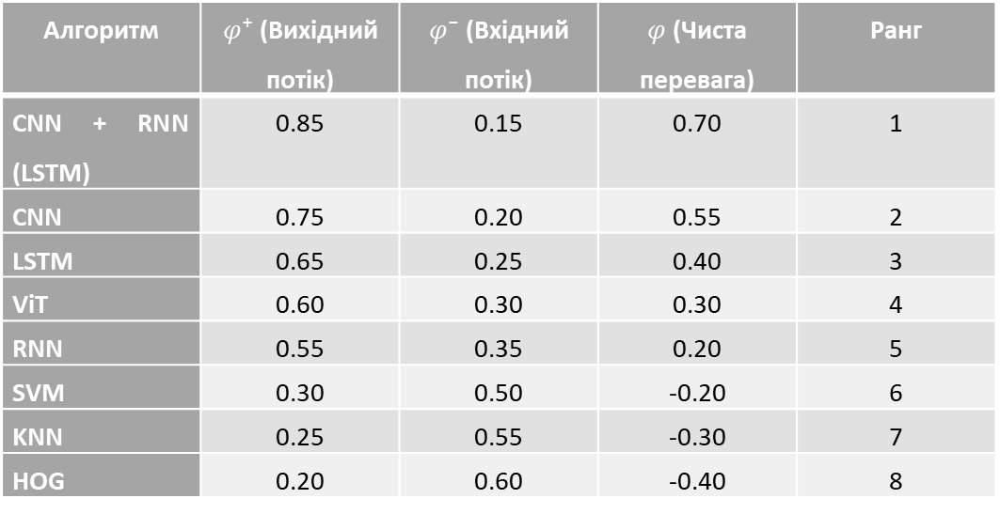 Алгоритм φ⁺ (Вихідний потік) φ⁻ (Вхідний потік) φ (Чиста перевага) Ранг
CNN + RNN (LSTM) 0.85 0.15 0.70 1
CNN 0.75 0.20 0.55 2
LSTM 0.65 0.25 0.40 3
ViT 0.60 0.30 0.30 4
RNN 0.55 0.35 0.20 5
SVM 0.30 0.50 -0.20 6
KNN 0.25 0.55 -0.30 7
HOG 0.20 0.60 -0.40 8